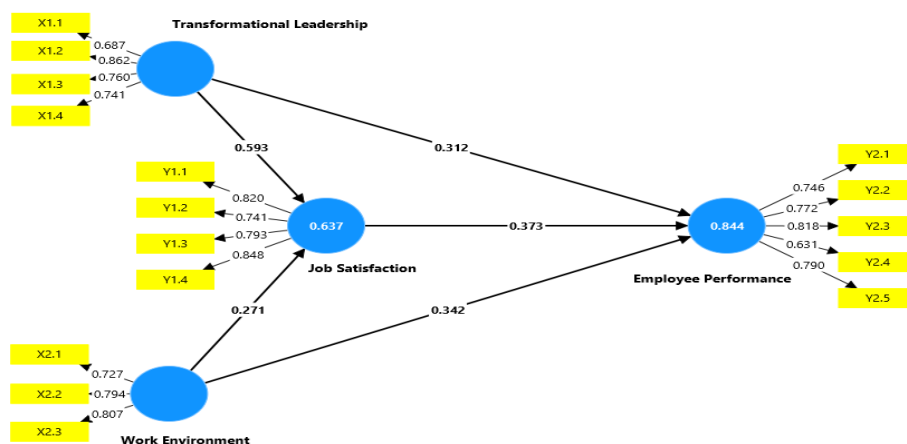 Transformational Leadership
X1.1
X1.2
X1.3
X1.4
0.687
0.862
0.760
0.741
0.593
0.312
Y1.1
Y1.2
Y1.3
Y1.4
0.820
0.741
0.793
0.848
0.637
Job Satisfaction
0.373
0.844
Employee Performance
0.746
0.772
0.818
0.631
0.790
Y2.1
Y2.2
Y2.3
Y2.4
Y2.5
0.271
0.342
X2.1
X2.2
X2.3
0.727
0.794
0.807
Work Environment